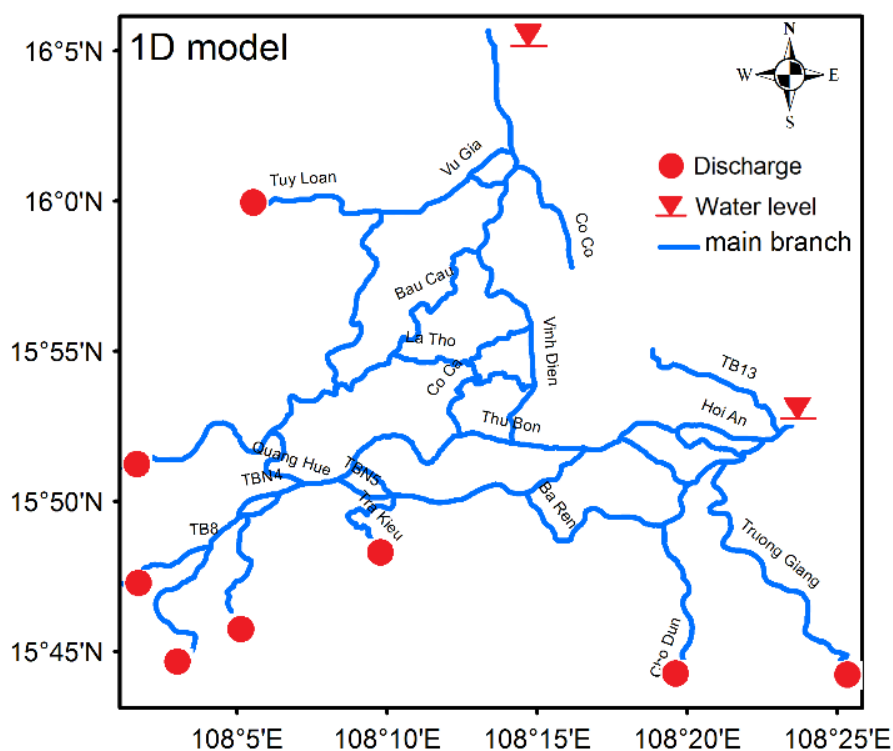 1D model
N
W
E
S
16°5'N
16°0'N
15°55'N
15°50'N
15°45'N
Discharge
Water level
main branch
Tuy Loan
Vu Gia
Co Co
Bau Cau
La Tho
Co Co
Vinh Dien
TB13
Hoi An
Thu Bon
Quang Hue
TBN5
TBN4
Tra Kieu
Ba Ren
TB8
Truong Giang
Cho Dun
108°5'E
108°10'E
108°15'E
108°20'E
108°25'E